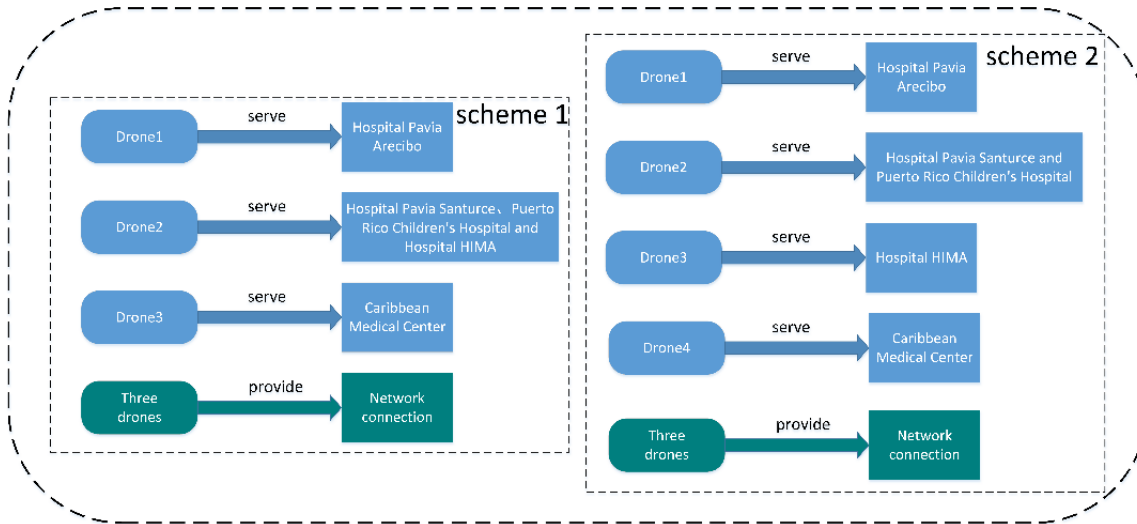 scheme 1
Drone1
serve
Hospital Pavia
Arecibo
Drone2
serve
Hospital Pavia Santurce、Puerto
Rico Children's Hospital and
Hospital HIMA
Drone3
serve
Caribbean
Medical Center
Three
drones
provide
Network
connection
scheme 2
Drone1
serve
Hospital Pavia
Arecibo
Drone2
serve
Hospital Pavia Santurce and
Puerto Rico Children's Hospital
Drone3
serve
Hospital HIMA
Drone4
serve
Caribbean
Medical Center
Three
drones
provide
Network
connection